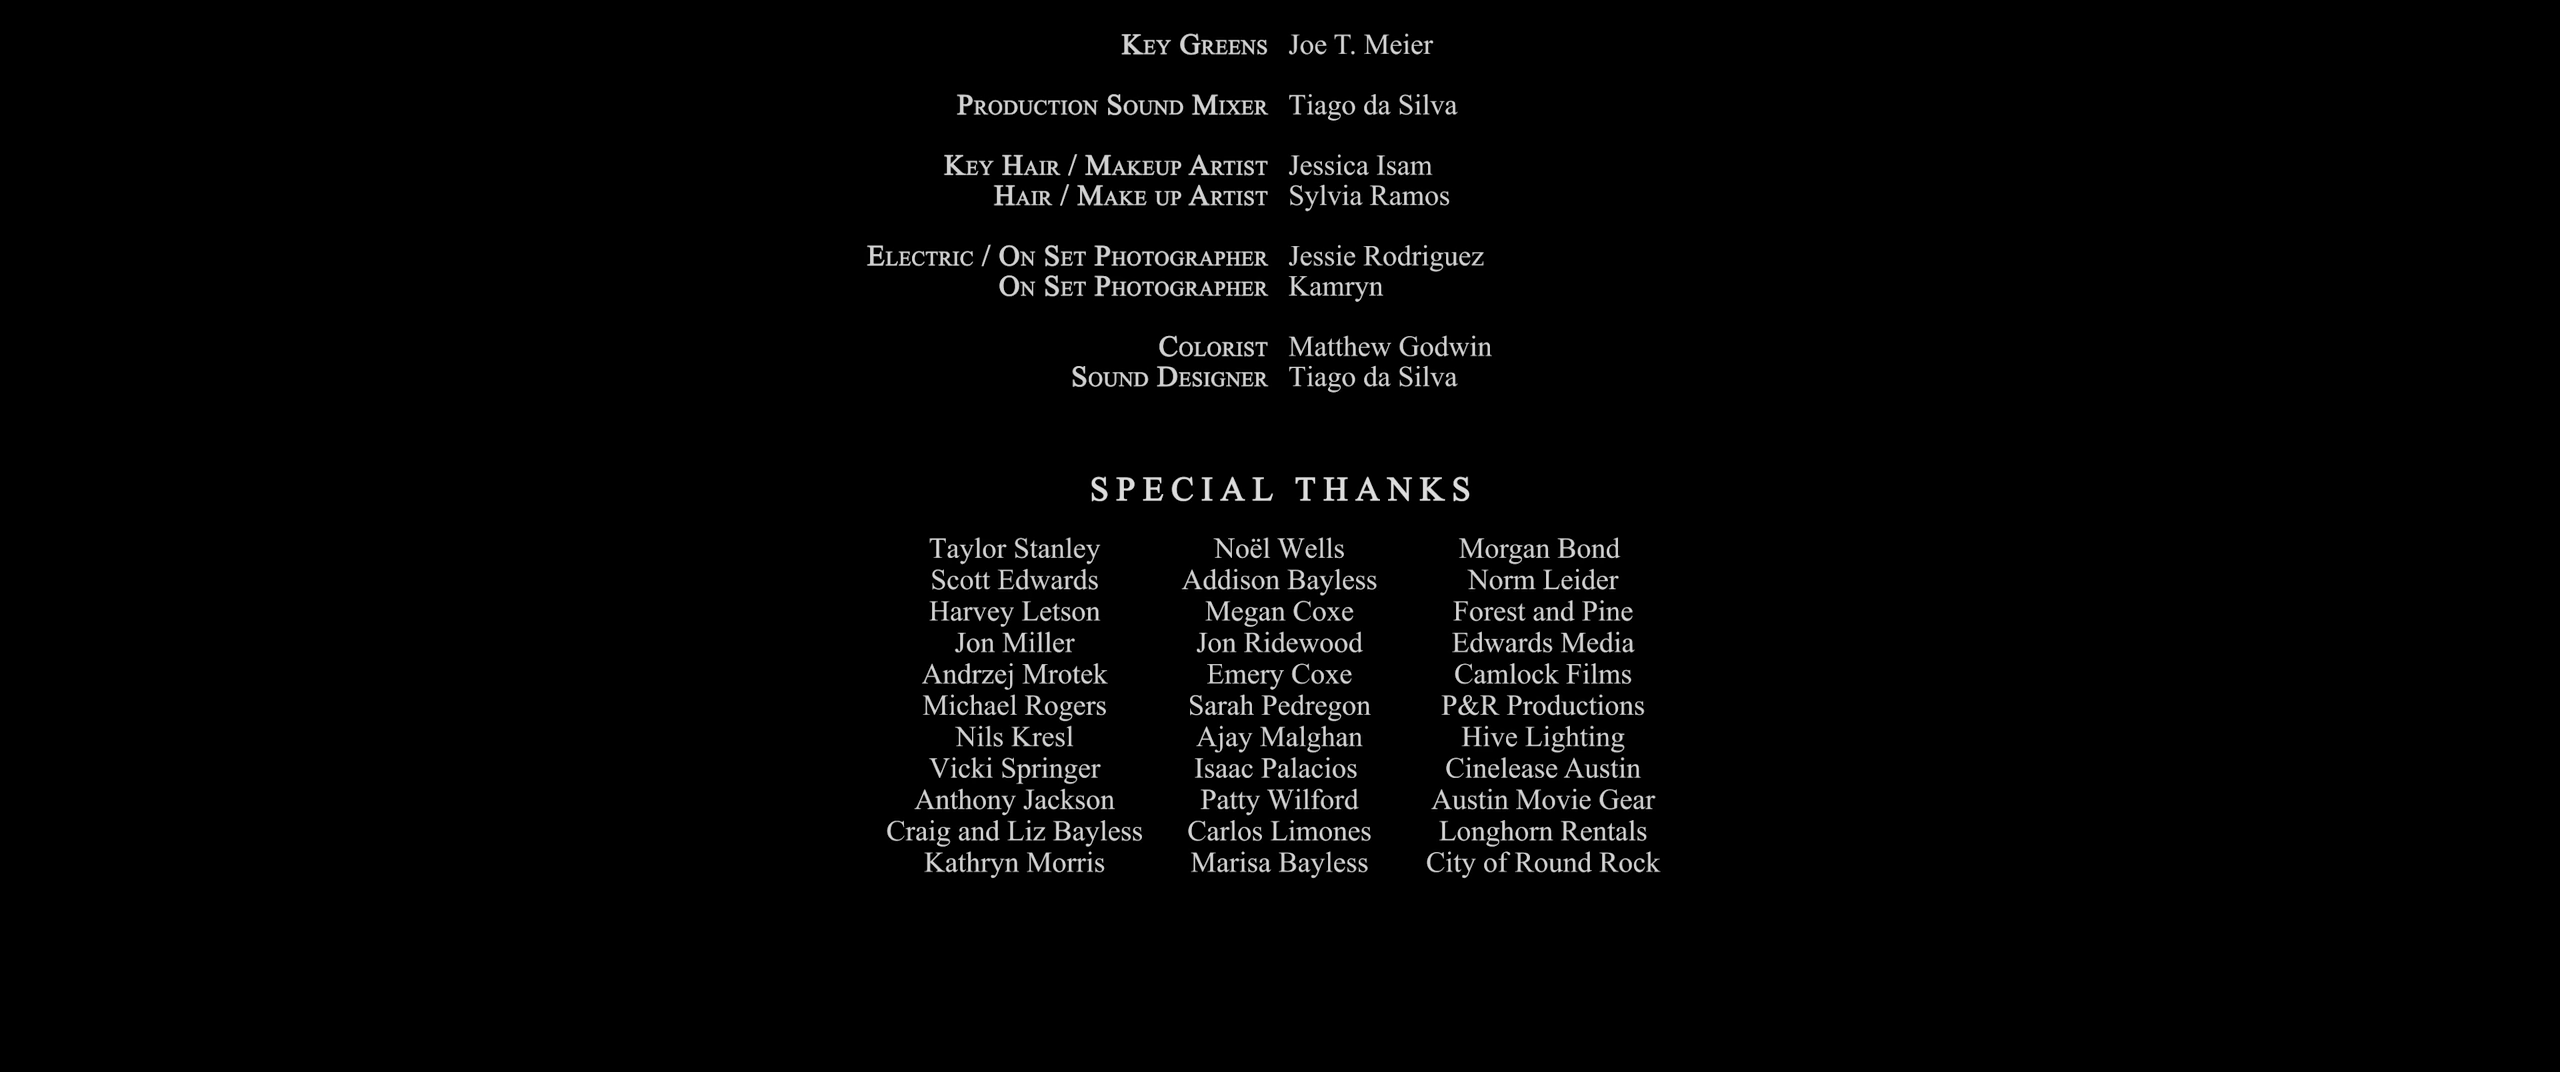 Key Greens Joe T. Meier
Production Sound Mixer Tiago da Silva
Key Hair / Makeup Artist Jessica Isam
Hair / Make up Artist Sylvia Ramos
Electric / On Set Photographer Jessie Rodriguez
On Set Photographer Kamryn
Colorist Matthew Godwin
Sound Designer Tiago da Silva
SPECIAL THANKS
Taylor Stanley Noël Wells Morgan Bond
Scott Edwards Addison Bayless Norm Leider
Harvey Letson Megan Coxe Forest and Pine
Jon Miller Jon Ridewood Edwards Media
Andrzej Mrotek Emery Coxe Camlock Films
Michael Rogers Sarah Pedregon P&R Productions
Nils Kresl Ajay Malghan Hive Lighting
Vicki Springer Isaac Palacios Cinelease Austin
Anthony Jackson Patty Wilford Austin Movie Gear
Craig and Liz Bayless Carlos Limones Longhorn Rentals
Kathryn Morris Marisa Bayless City of Round Rock